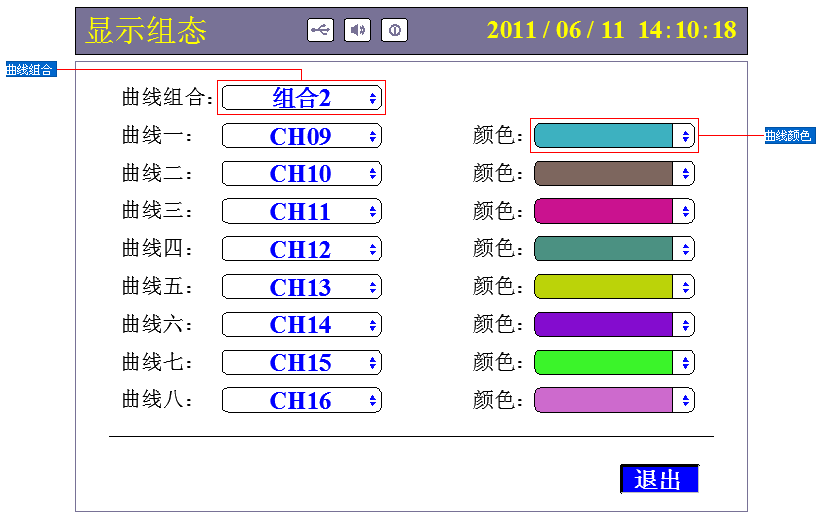 显示组态 2011 / 06 / 11 14:10:18
曲线组合
曲线组合： 组合2
曲线一： CH09 颜色：
曲线颜色
曲线二： CH10 颜色：
曲线三： CH11 颜色：
曲线四： CH12 颜色：
曲线五： CH13 颜色：
曲线六： CH14 颜色：
曲线七： CH15 颜色：
曲线八： CH16 颜色：
退出